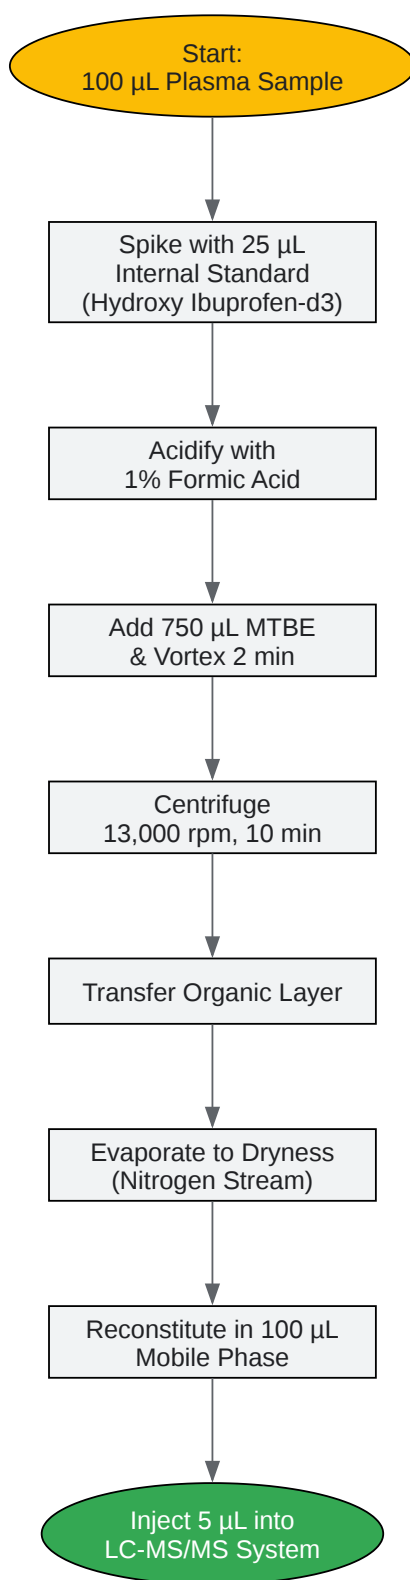 Start:
100 µL Plasma Sample
Spike with 25 µL
Internal Standard
(Hydroxy Ibuprofen-d3)
Acidify with
1% Formic Acid
Add 750 µL MTBE
& Vortex 2 min
Centrifuge
13,000 rpm, 10 min
Transfer Organic Layer
Evaporate to Dryness
(Nitrogen Stream)
Reconstitute in 100 µL
Mobile Phase
Inject 5 µL into
LC-MS/MS System